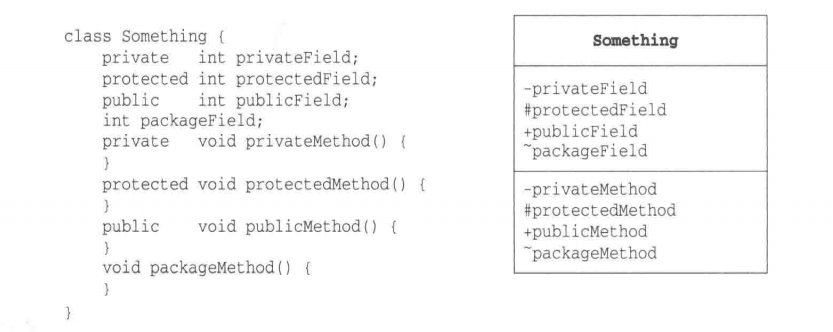 class Something {
    private   int privateField;
    protected int protectedField;
    public    int publicField;
    int packageField;
    private   void privateMethod() {
    }
    protected void protectedMethod() {
    }
    public    void publicMethod() {
    }
    void packageMethod() {
    }
}
Something
-privateField
#protectedField
+publicField
~packageField
-privateMethod
#protectedMethod
+publicMethod
~packageMethod